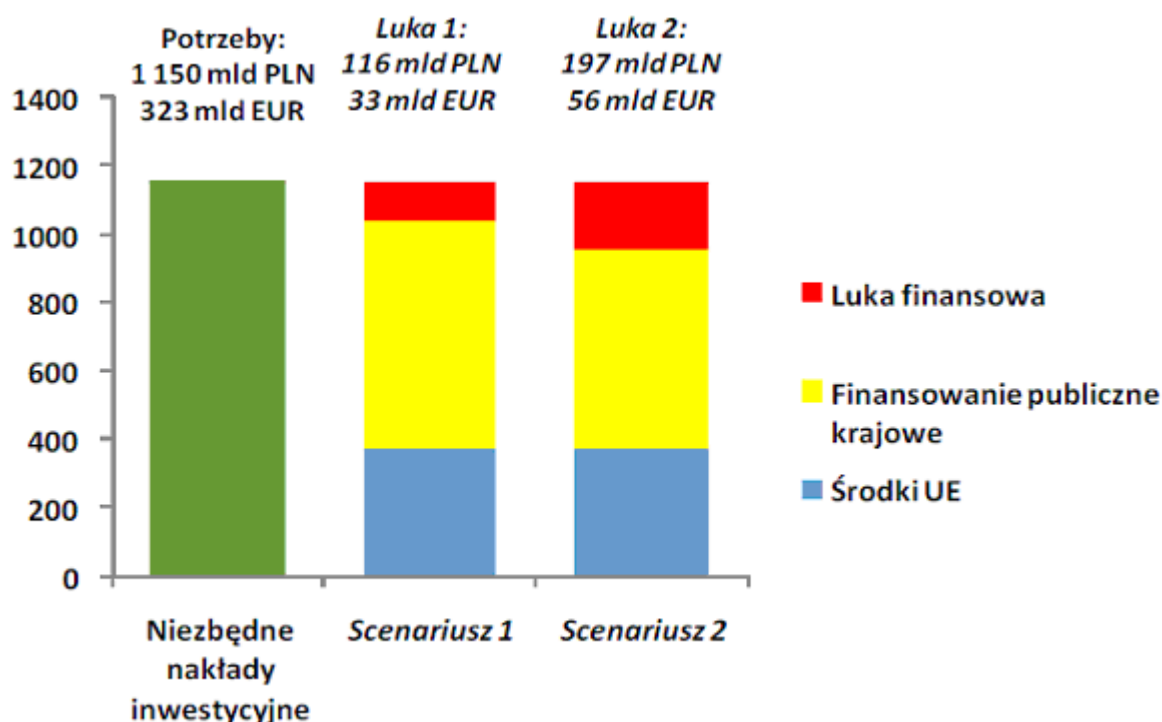 Potrzeby:
1 150 mld PLN
323 mld EUR
Luka 1:
116 mld PLN
33 mld EUR
Luka 2:
197 mld PLN
56 mld EUR
1400
1200
1000
800
600
400
200
0
Niezbędne
nakłady
inwestycyjne
Scenariusz 1
Scenariusz 2
Luka finansowa
Finansowanie publiczne
krajowe
Środki UE